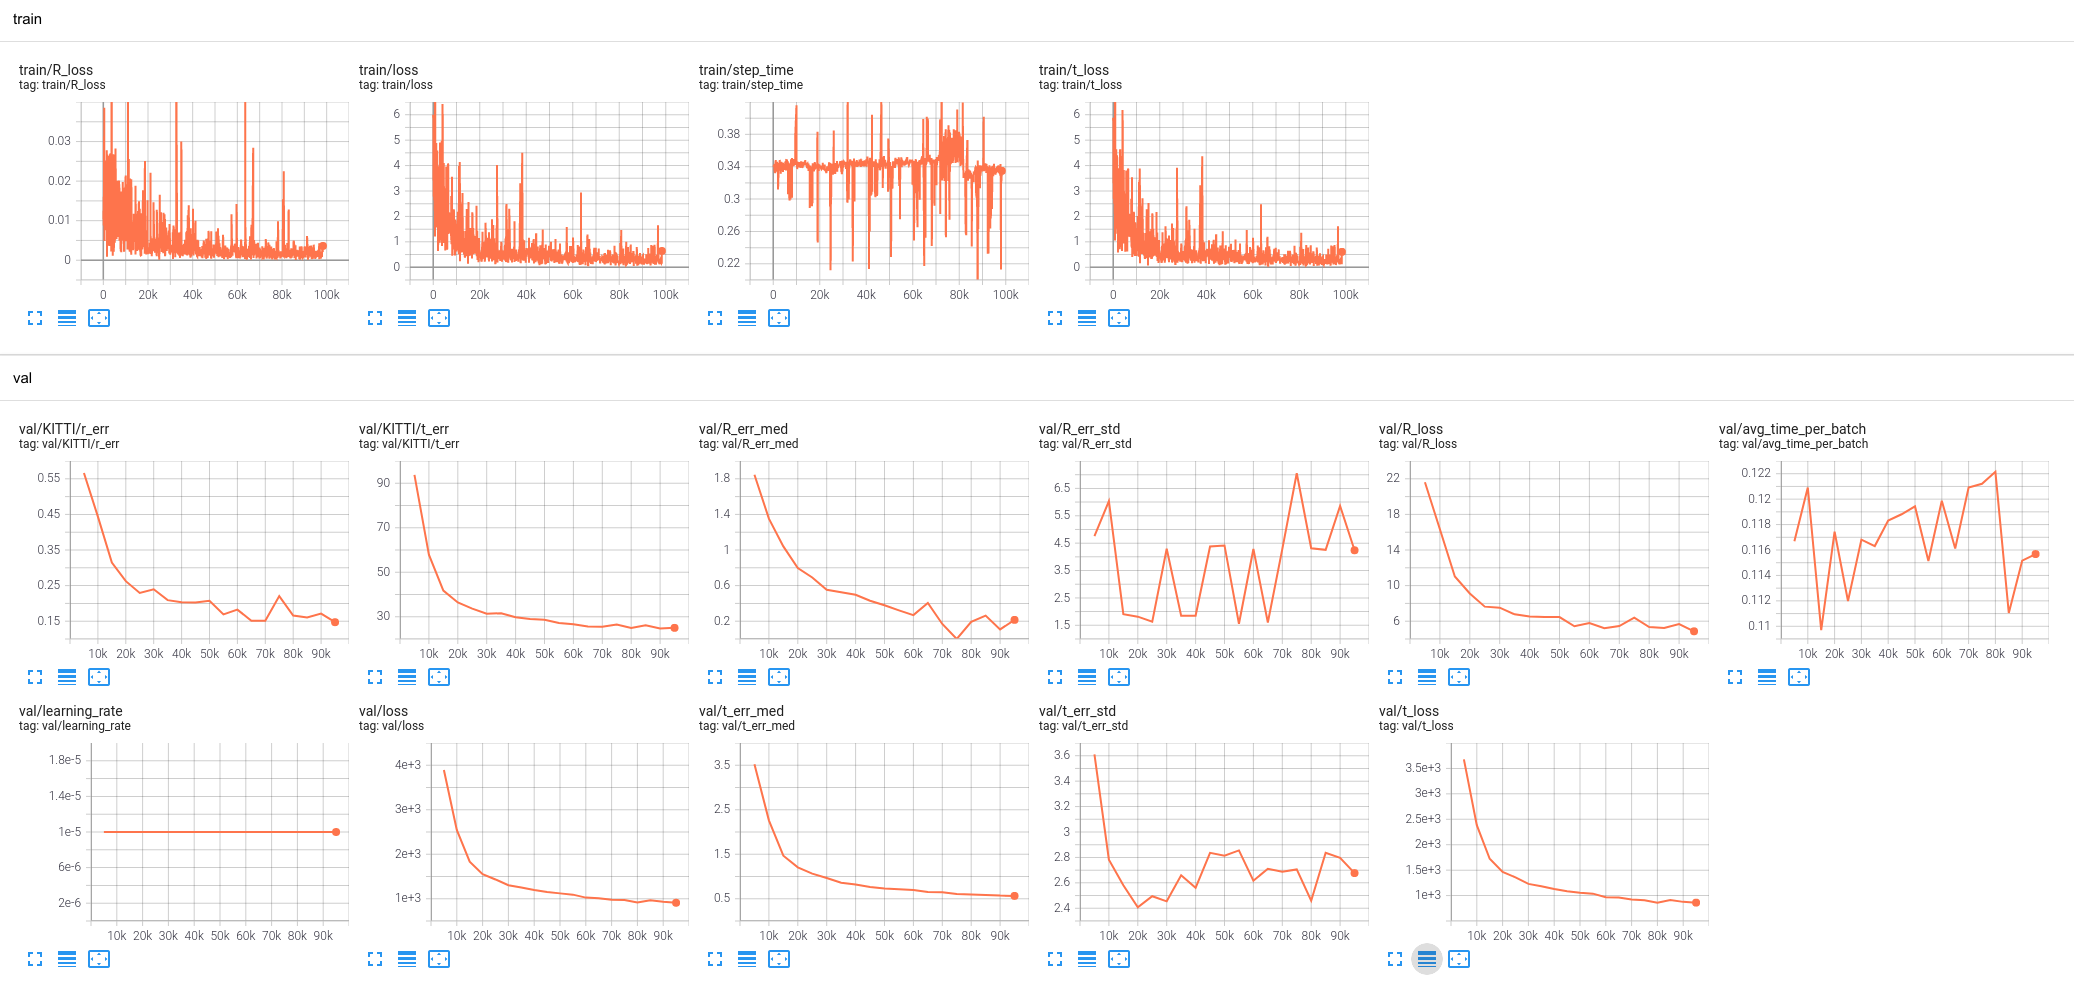 train
train/R_loss
tag: train/R_loss
0.03
0.02
0.01
0
0 20k 40k 60k 80k 100k
train/loss
tag: train/loss
6
5
4
3
2
1
0
0 20k 40k 60k 80k 100k
train/step_time
tag: train/step_time
0.38
0.34
0.3
0.26
0.22
0 20k 40k 60k 80k 100k
train/t_loss
tag: train/t_loss
6
5
4
3
2
1
0
0 20k 40k 60k 80k 100k
val
val/KITTI/r_err
tag: val/KITTI/r_err
0.55
0.45
0.35
0.25
0.15
10k 20k 30k 40k 50k 60k 70k 80k 90k
val/KITTI/t_err
tag: val/KITTI/t_err
90
70
50
30
10k 20k 30k 40k 50k 60k 70k 80k 90k
val/R_err_med
tag: val/R_err_med
1.8
1.4
1
0.6
0.2
10k 20k 30k 40k 50k 60k 70k 80k 90k
val/R_err_std
tag: val/R_err_std
6.5
5.5
4.5
3.5
2.5
1.5
10k 20k 30k 40k 50k 60k 70k 80k 90k
val/R_loss
tag: val/R_loss
22
18
14
10
6
10k 20k 30k 40k 50k 60k 70k 80k 90k
val/avg_time_per_batch
tag: val/avg_time_per_batch
0.122
0.12
0.118
0.116
0.114
0.112
0.11
10k 20k 30k 40k 50k 60k 70k 80k 90k
val/learning_rate
tag: val/learning_rate
1.8e-5
1.4e-5
1e-5
6e-6
2e-6
10k 20k 30k 40k 50k 60k 70k 80k 90k
val/loss
tag: val/loss
4e+3
3e+3
2e+3
1e+3
10k 20k 30k 40k 50k 60k 70k 80k 90k
val/t_err_med
tag: val/t_err_med
3.5
2.5
1.5
0.5
10k 20k 30k 40k 50k 60k 70k 80k 90k
val/t_err_std
tag: val/t_err_std
3.6
3.4
3.2
3
2.8
2.6
2.4
10k 20k 30k 40k 50k 60k 70k 80k 90k
val/t_loss
tag: val/t_loss
3.5e+3
3e+3
2.5e+3
2e+3
1.5e+3
1e+3
10k 20k 30k 40k 50k 60k 70k 80k 90k